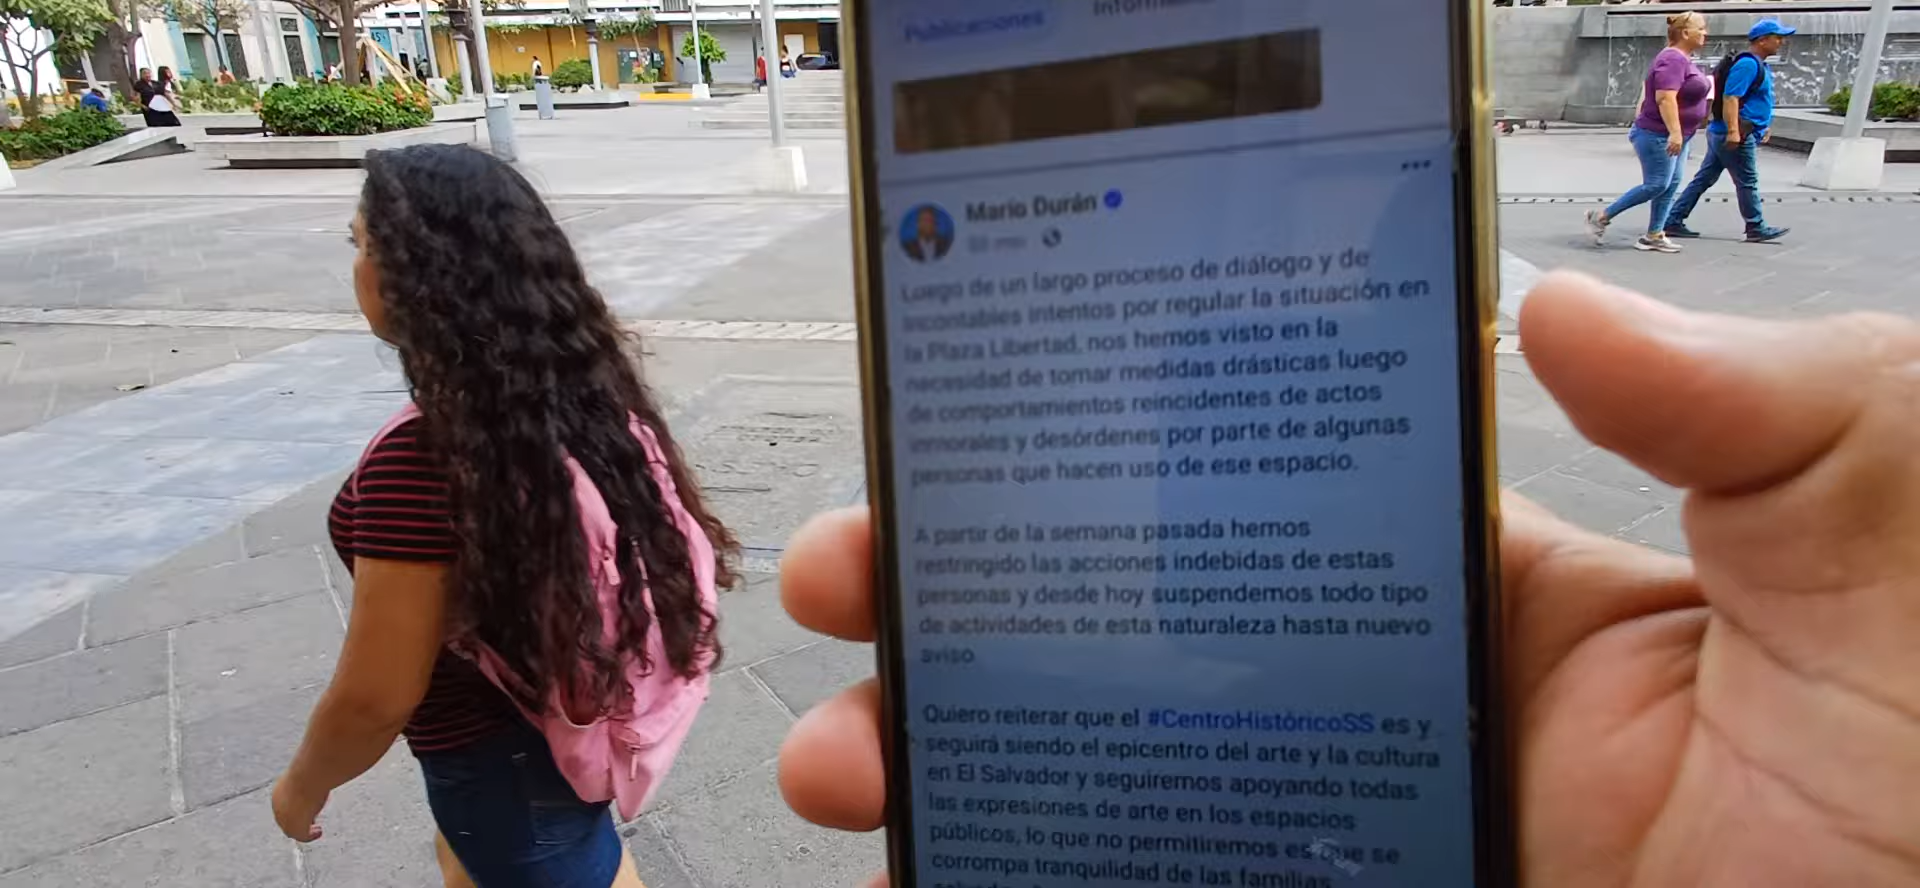 Publicaciones
Mario Durán
Luego de un largo proceso de diálogo y de
incontables intentos por regular la situación en
la Plaza Libertad, nos hemos visto en la
necesidad de tomar medidas drásticas luego
de comportamientos reincidentes de actos
inmorales y desórdenes por parte de algunas
personas que hacen uso de ese espacio.
A partir de la semana pasada hemos
restringido las acciones indebidas de estas
personas y desde hoy suspendemos todo tipo
de actividades de esta naturaleza hasta nuevo
aviso
Quiero reiterar que el #CentroHistóricoSS es y
seguirá siendo el epicentro del arte y la cultura
en El Salvador y seguiremos apoyando todas
las expresiones de arte en los espacios
públicos, lo que no permitiremos es que se
corrompa tranquilidad de las familias